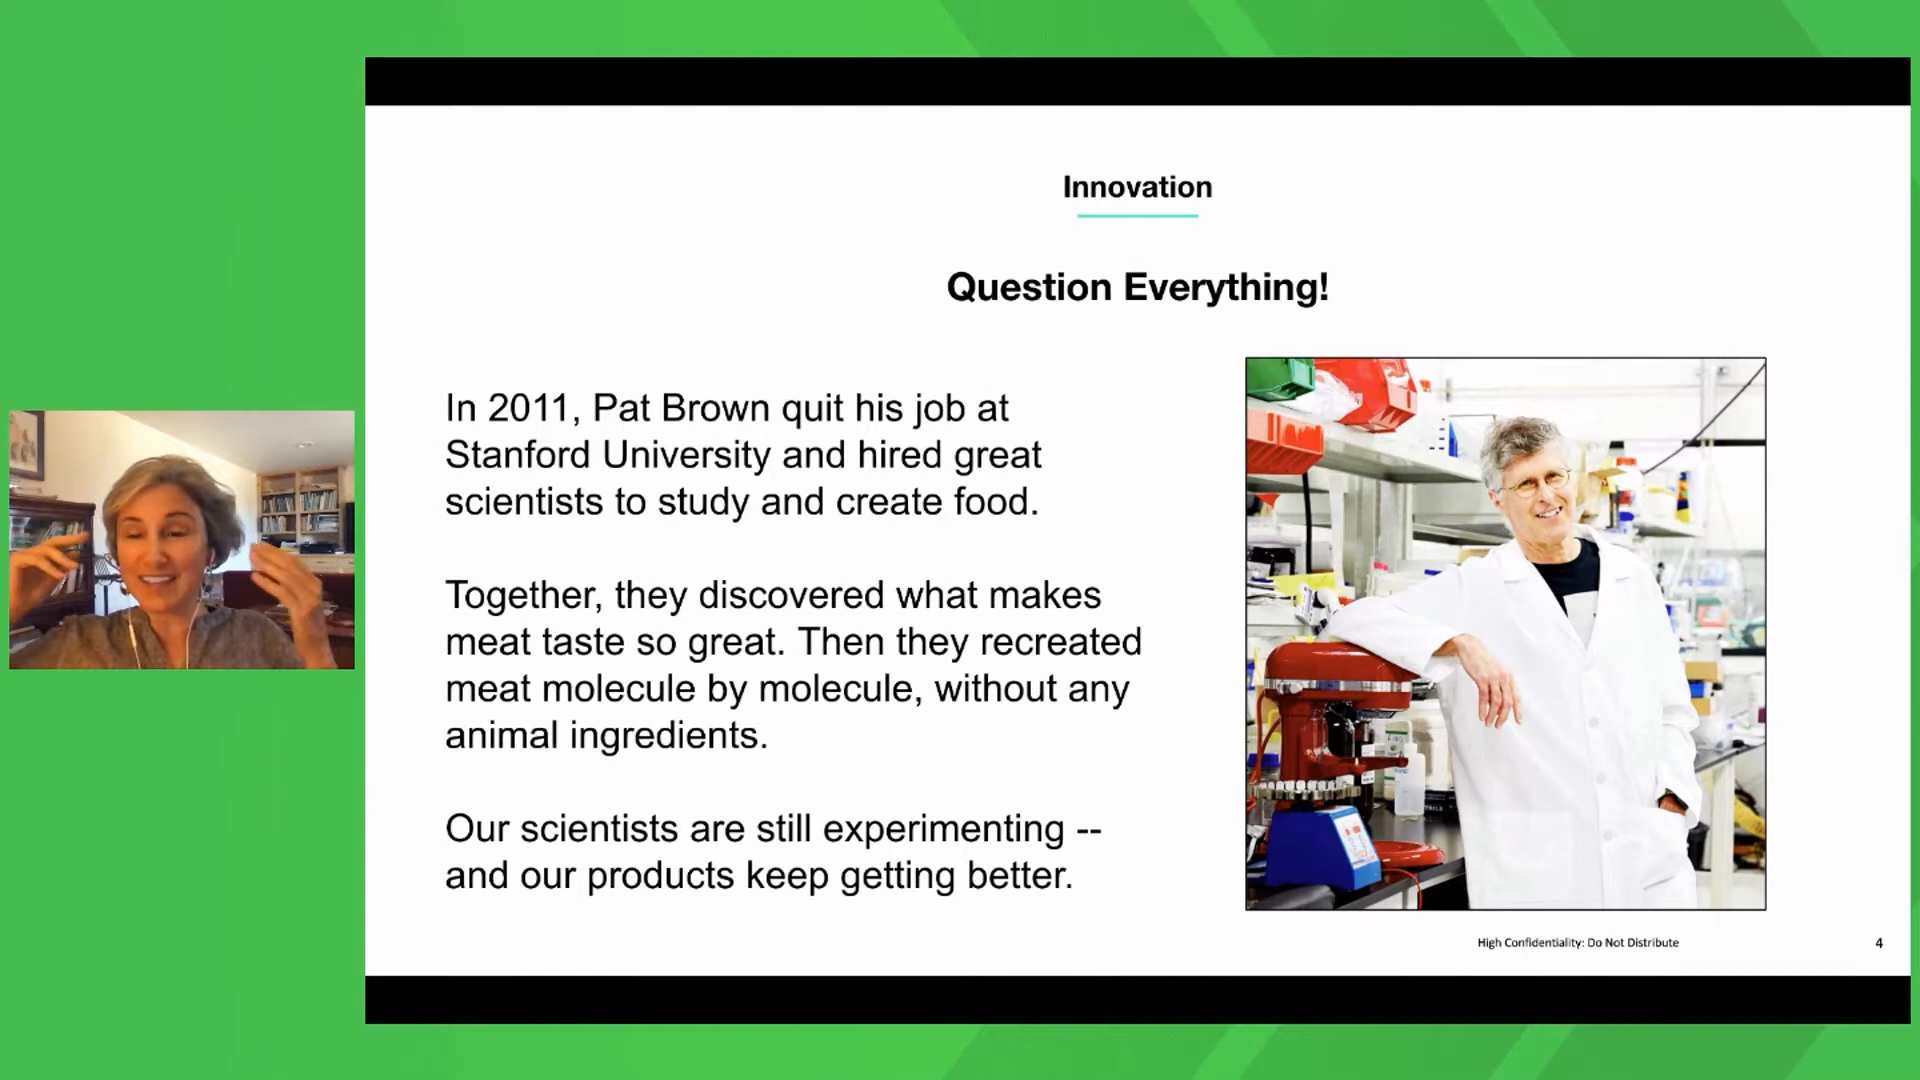 Innovation
Question Everything!
In 2011, Pat Brown quit his job at
Stanford University and hired great
scientists to study and create food.
Together, they discovered what makes
meat taste so great. Then they recreated
meat molecule by molecule, without any
animal ingredients.
Our scientists are still experimenting --
and our products keep getting better.
High Confidentiality: Do Not Distribute
4